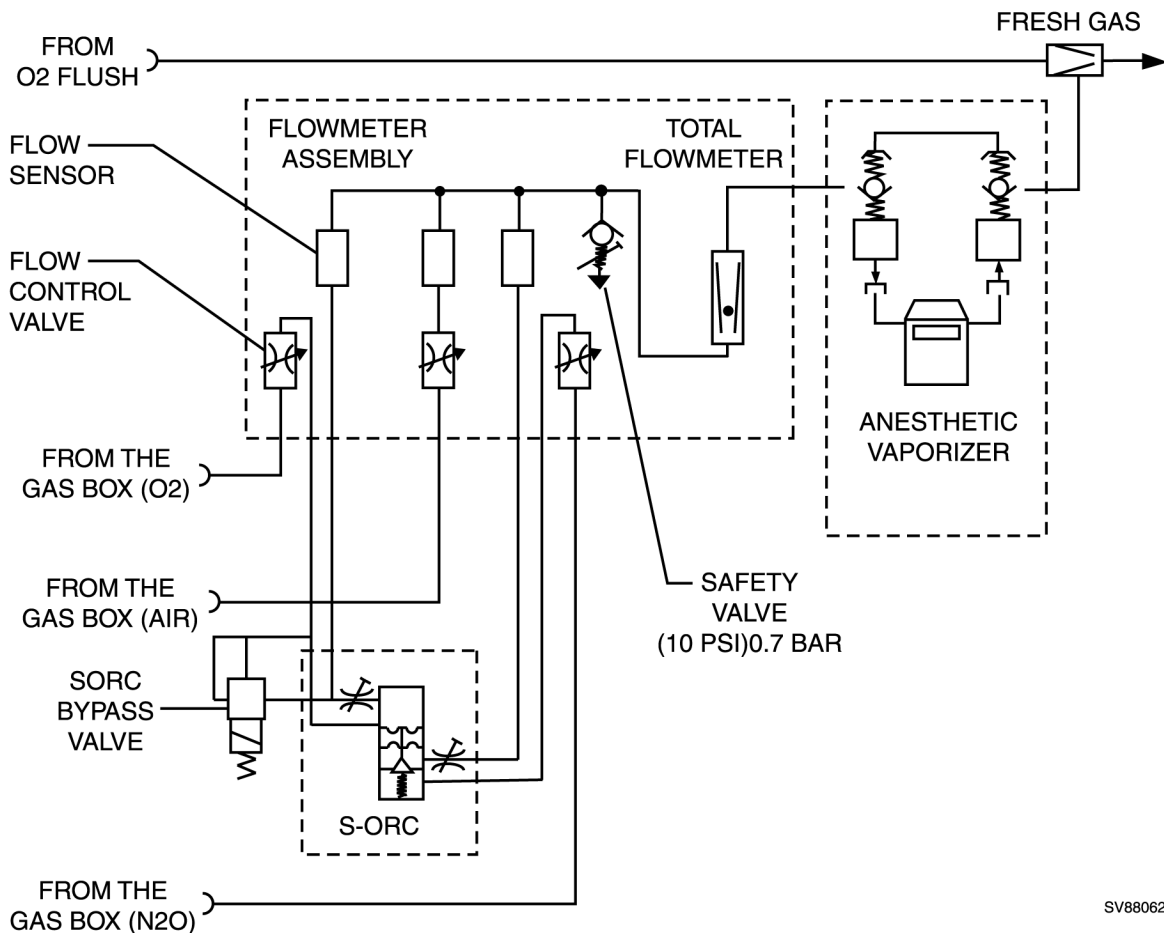 FRESH GAS
FROM
O2 FLUSH
FLOWMETER
ASSEMBLY
TOTAL
FLOWMETER
FLOW
SENSOR
FLOW
CONTROL
VALVE
ANESTHETIC
VAPORIZER
FROM THE
GAS BOX (O2)
FROM THE
GAS BOX (AIR)
SAFETY
VALVE
(10 PSI)0.7 BAR
SORC
BYPASS
VALVE
S-ORC
FROM THE
GAS BOX (N2O)
SV88062